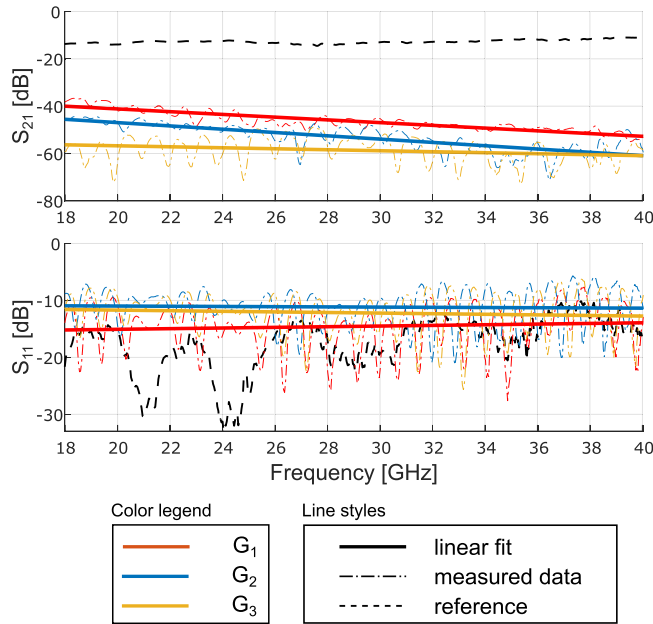 0
-20
-40
-60
-80
S21 [dB]
18 20 22 24 26 28 30 32 34 36 38 40
0
-10
-20
-30
S11 [dB]
18 20 22 24 26 28 30 32 34 36 38 40
Frequency [GHz]
Color legend
G1
G2
G3
Line styles
linear fit
measured data
reference